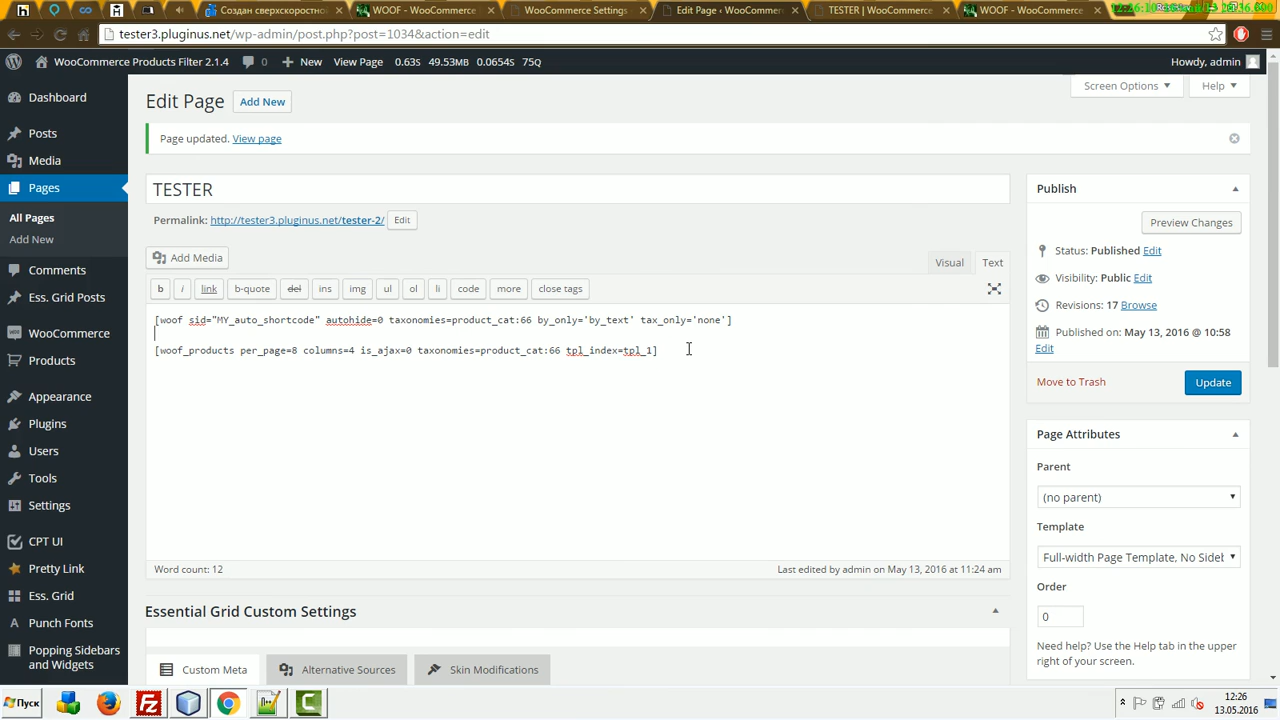 Создан сверхскоростно
WOOF - WooCommerce
WooCommerce Settings
Edit Page ‹ WooCommer
TESTER | WooCommerce
WOOF - WooCommerce
tester3.pluginus.net/wp-admin/post.php?post=1034&action=edit
WooCommerce Products Filter 2.1.4
0
New
View Page
0.63s
49.53MB
0.0654s
75Q
Howdy, admin
Dashboard
Posts
Media
Pages
All Pages
Add New
Comments
Ess. Grid Posts
WooCommerce
Products
Appearance
Plugins
Users
Tools
Settings
CPT UI
Pretty Link
Ess. Grid
Punch Fonts
Popping Sidebars
and Widgets
Screen Options
Help
Edit Page
Add New
Page updated. View page
TESTER
Permalink: http://tester3.pluginus.net/tester-2/
Edit
Add Media
Visual
Text
b
i
link
b-quote
del
ins
img
ul
ol
li
code
more
close tags
[woof sid="MY_auto_shortcode" autohide=0 taxonomies=product_cat:66 by_only='by_text' tax_only='none']
[woof_products per_page=8 columns=4 is_ajax=0 taxonomies=product_cat:66 tpl_index=tpl_1]
Word count: 12
Last edited by admin on May 13, 2016 at 11:24 am
Essential Grid Custom Settings
Custom Meta
Alternative Sources
Skin Modifications
Publish
Preview Changes
Status: Published Edit
Visibility: Public Edit
Revisions: 17 Browse
Published on: May 13, 2016 @ 10:58
Edit
Move to Trash
Update
Page Attributes
Parent
(no parent)
Template
Full-width Page Template, No Sideb
Order
0
Need help? Use the Help tab in the upper
right of your screen.
Пуск
12:26
13.05.2016